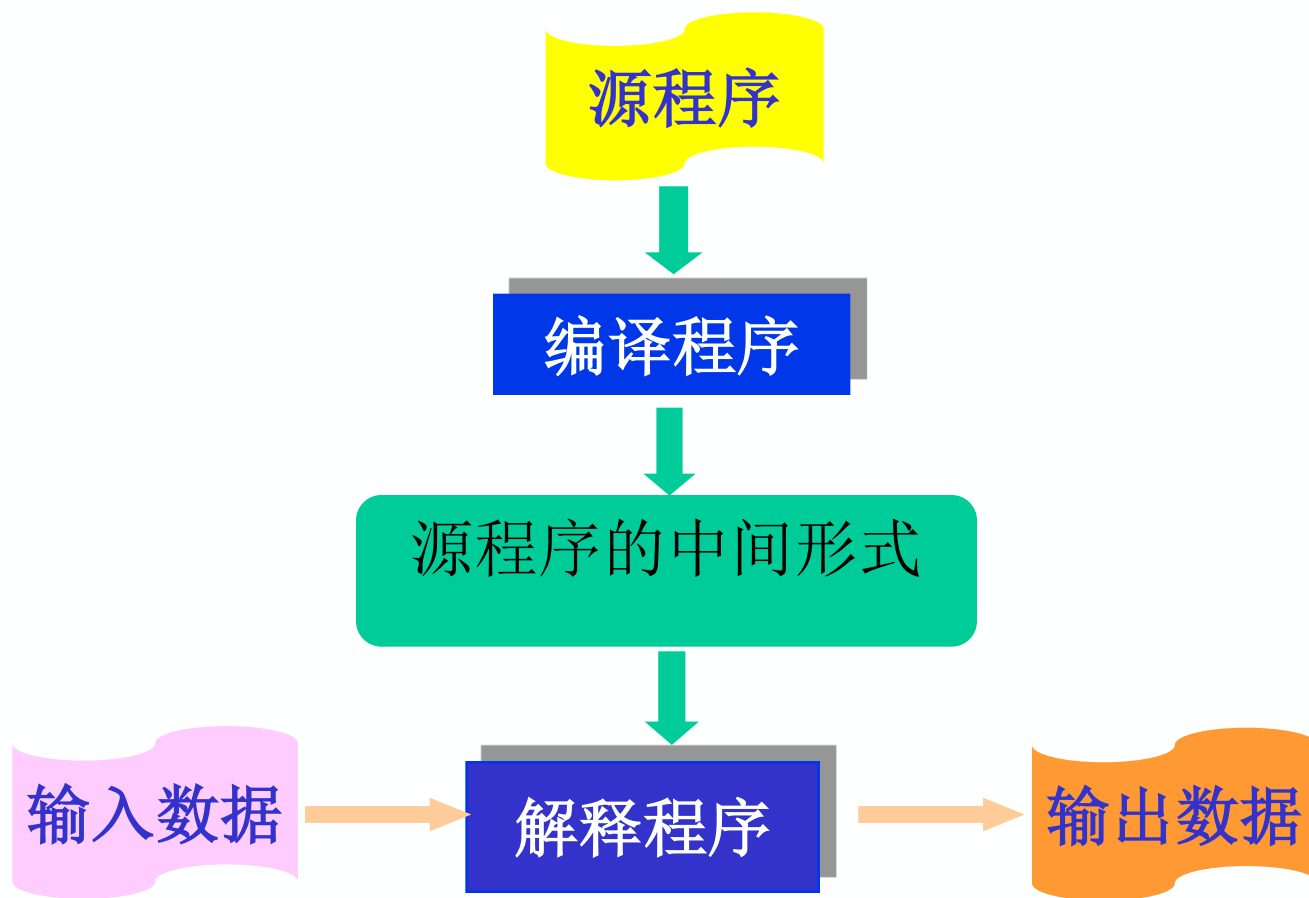 源程序
编译程序
源程序的中间形式
输入数据
解释程序
输出数据